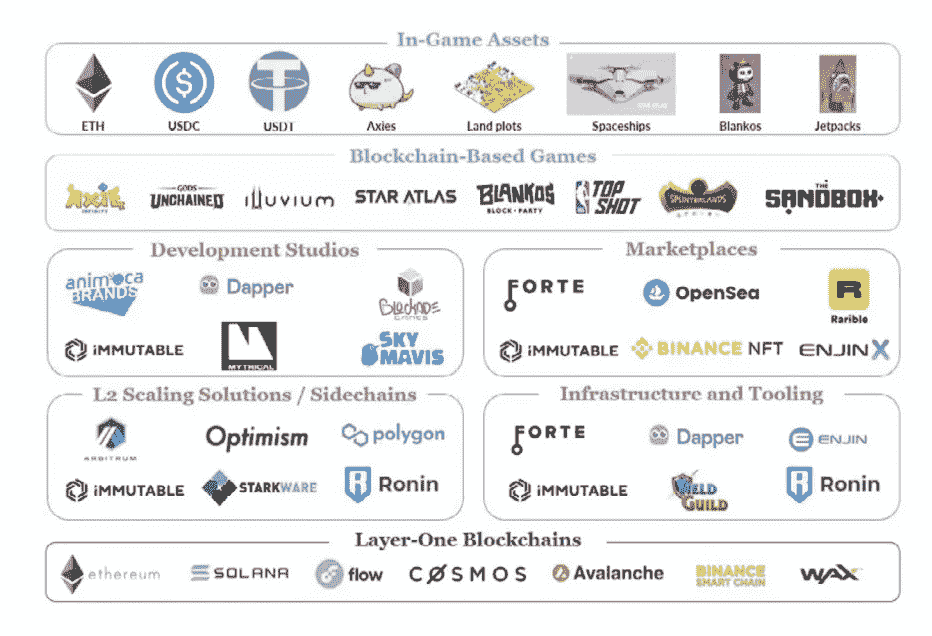 In-Game Assets
ETH USDC USDT Axies Land plots Spaceships Blankos Jetpacks
Blockchain-Based Games
AXIE INFINITY GODS UNCHAINED illuvium STAR ATLAS BLANKOS BLOCK • PARTY NBA TOP SHOT SPLINTERLANDS THE SANDBOX
Development Studios
animoca BRANDS Dapper BLOCKADE GAMES
iMMUTABLE MYTHICAL SKY MAVIS
Marketplaces
FORTE OpenSea R Rarible
iMMUTABLE BINANCE NFT ENJIN X
L2 Scaling Solutions / Sidechains
ARBITRUM Optimism polygon
iMMUTABLE STARKWARE Ronin
Infrastructure and Tooling
FORTE Dapper ENJIN
iMMUTABLE YIELD GUILD Ronin
Layer-One Blockchains
ethereum SOLANA flow COSMOS Avalanche BINANCE SMART CHAIN WAX